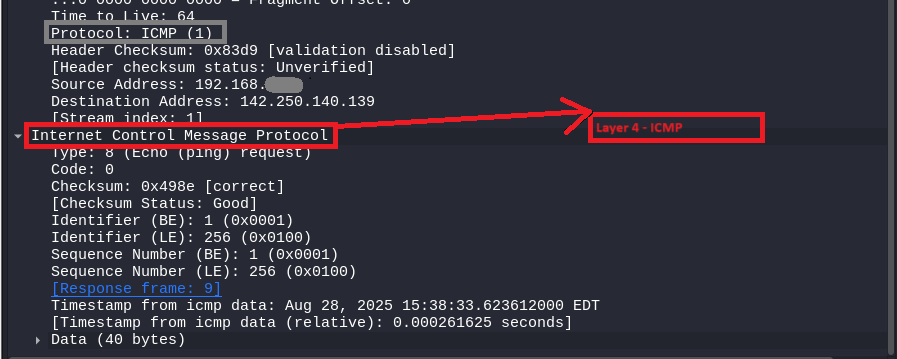 ...0 0000 0000 0000 = Fragment Offset: 0
Time to Live: 64
Protocol: ICMP (1)
Header Checksum: 0x83d9 [validation disabled]
[Header checksum status: Unverified]
Source Address: 192.168.
Destination Address: 142.250.140.139
[Stream index: 1]
Internet Control Message Protocol
Layer 4 - ICMP
Type: 8 (Echo (ping) request)
Code: 0
Checksum: 0x498e [correct]
[Checksum Status: Good]
Identifier (BE): 1 (0x0001)
Identifier (LE): 256 (0x0100)
Sequence Number (BE): 1 (0x0001)
Sequence Number (LE): 256 (0x0100)
[Response frame: 9]
Timestamp from icmp data: Aug 28, 2025 15:38:33.623612000 EDT
[Timestamp from icmp data (relative): 0.000261625 seconds]
Data (40 bytes)